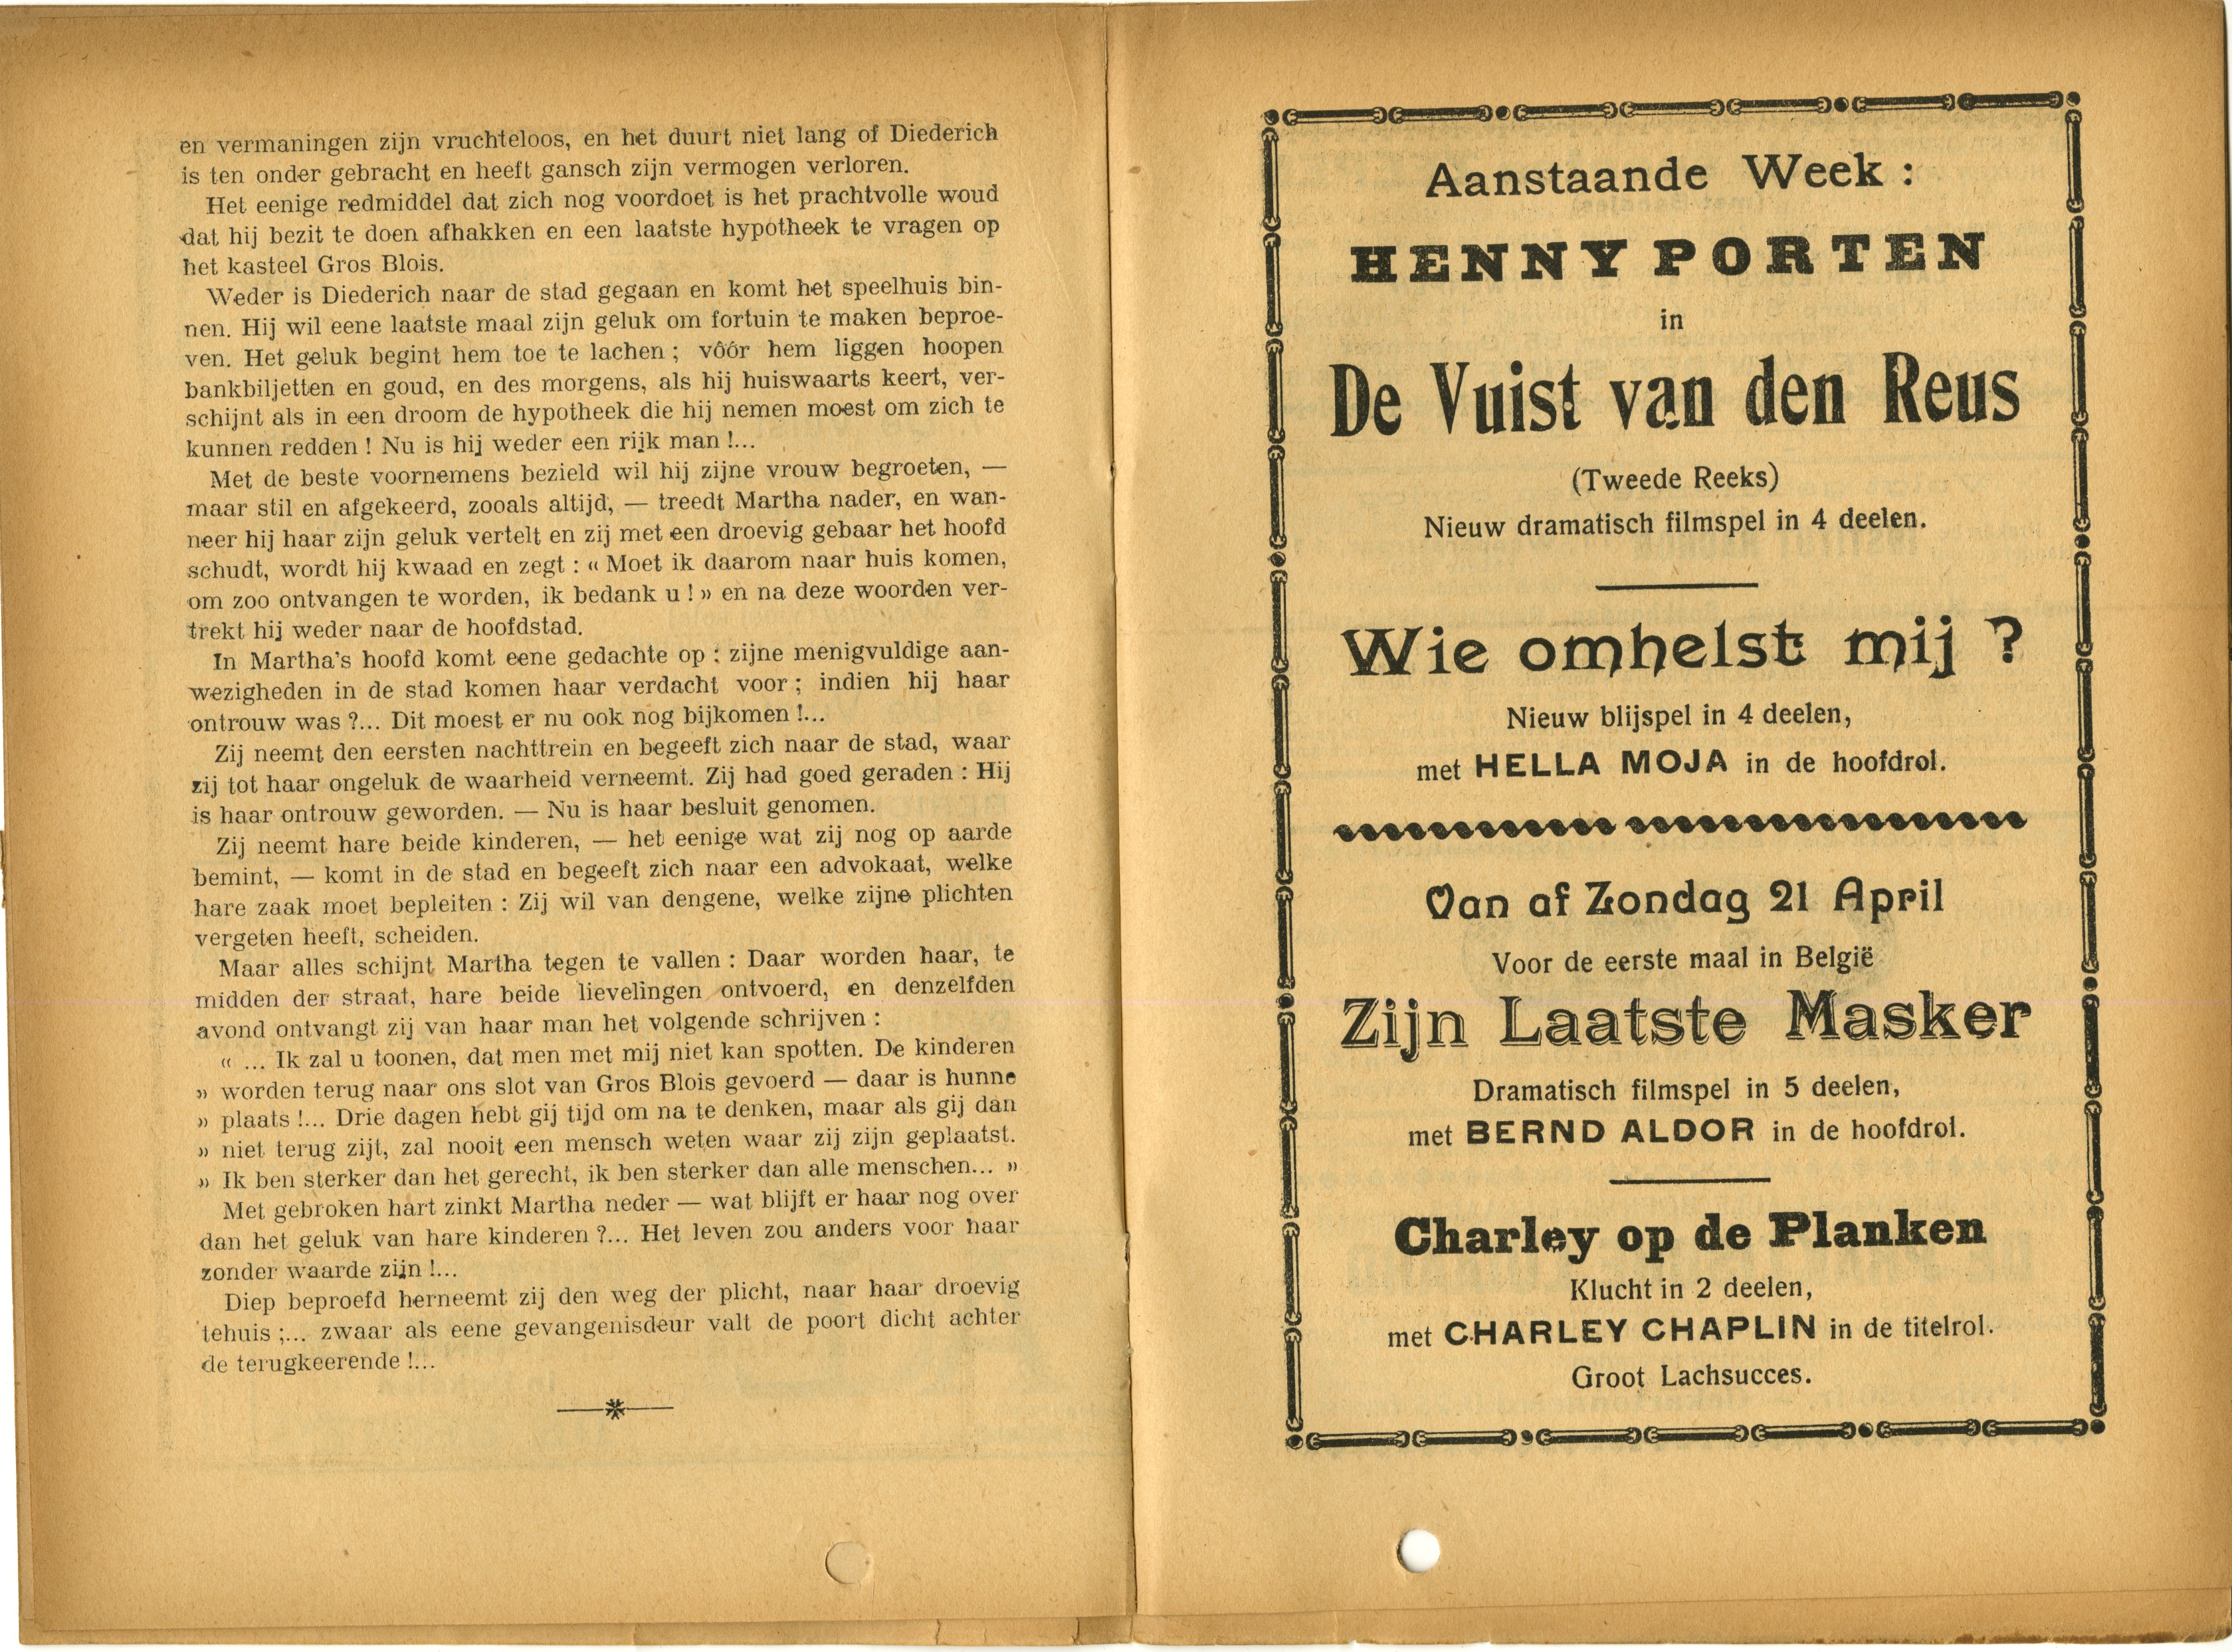 en vermaningen zijn vruchteloos, en het duurt niet lang of Diederich
is ten onder gebracht en heeft gansch zijn vermogen verloren.
Het eenige redmiddel dat zich nog voordoet is het prachtvolle woud
dat hij bezit te doen afhakken en een laatste hypotheek te vragen op
het kasteel Gros Blois.
Weder is Diederich naar de stad gegaan en komt het speelhuis bin-
nen. Hij wil eene laatste maal zijn geluk om fortuin te maken beproe-
ven. Het geluk begint hem toe te lachen ; vôór hem liggen hoopen
bankbiljetten en goud, en des morgens, als hij huiswaarts keert, ver-
schijnt als in een droom de hypotheek die hij nemen moest om zich te
kunnen redden ! Nu is hij weder een rijk man !...
Met de beste voornemens bezield wil hij zijne vrouw begroeten, —
maar stil en afgekeerd, zooals altijd, — treedt Martha nader, en wan-
neer hij haar zijn geluk vertelt en zij met een droevig gebaar het hoofd
schudt, wordt hij kwaad en zegt : « Moet ik daarom naar huis komen,
om zoo ontvangen te worden, ik bedank u ! » en na deze woorden ver-
trekt hij weder naar de hoofdstad.
In Martha's hoofd komt eene gedachte op : zijne menigvuldige aan-
wezigheden in de stad komen haar verdacht voor ; indien hij haar
ontrouw was ?... Dit moest er nu ook nog bijkomen !...
Zij neemt den eersten nachttrein en begeeft zich naar de stad, waar
zij tot haar ongeluk de waarheid verneemt. Zij had goed geraden : Hij
is haar ontrouw geworden. — Nu is haar besluit genomen.
Zij neemt hare beide kinderen, — het eenige wat zij nog op aarde
bemint, — komt in de stad en begeeft zich naar een advokaat, welke
hare zaak moet bepleiten : Zij wil van dengene, welke zijne plichten
vergeten heeft, scheiden.
Maar alles schijnt Martha tegen te vallen : Daar worden haar, te
midden der straat, hare beide lievelingen ontvoerd, en denzelfden
avond ontvangt zij van haar man het volgende schrijven :
« ... Ik zal u toonen, dat men met mij niet kan spotten. De kinderen
» worden terug naar ons slot van Gros Blois gevoerd — daar is hunne
» plaats !... Drie dagen hebt gij tijd om na te denken, maar als gij dan
» niet terug zijt, zal nooit een mensch weten waar zij zijn geplaatst.
» Ik ben sterker dan het gerecht, ik ben sterker dan alle menschen... »
Met gebroken hart zinkt Martha neder — wat blijft er haar nog over
dan het geluk van hare kinderen ?... Het leven zou anders voor haar
zonder waarde zijn !...
Diep beproefd herneemt zij den weg der plicht, naar haar droevig
tehuis ;... zwaar als eene gevangenisdeur valt de poort dicht achter
de terugkeerende !...
Aanstaande Week :
HENNY PORTEN
in
De Vuist van den Reus
(Tweede Reeks)
Nieuw dramatisch filmspel in 4 deelen.
Wie omhelst mij ?
Nieuw blijspel in 4 deelen,
met HELLA MOJA in de hoofdrol.
Van af Zondag 21 April
Voor de eerste maal in België
Zijn Laatste Masker
Dramatisch filmspel in 5 deelen,
met BERND ALDOR in de hoofdrol.
Charley op de Planken
Klucht in 2 deelen,
met CHARLEY CHAPLIN in de titelrol.
Groot Lachsucces.